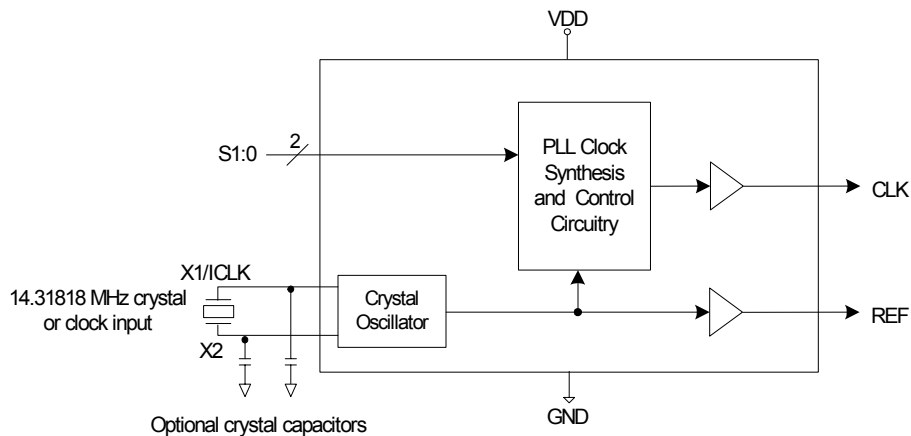 VDD
S1:0
2
PLL Clock
Synthesis
and Control
Circuitry
CLK
X1/ICLK
14.31818 MHz crystal
or clock input
X2
Crystal
Oscillator
REF
GND
Optional crystal capacitors